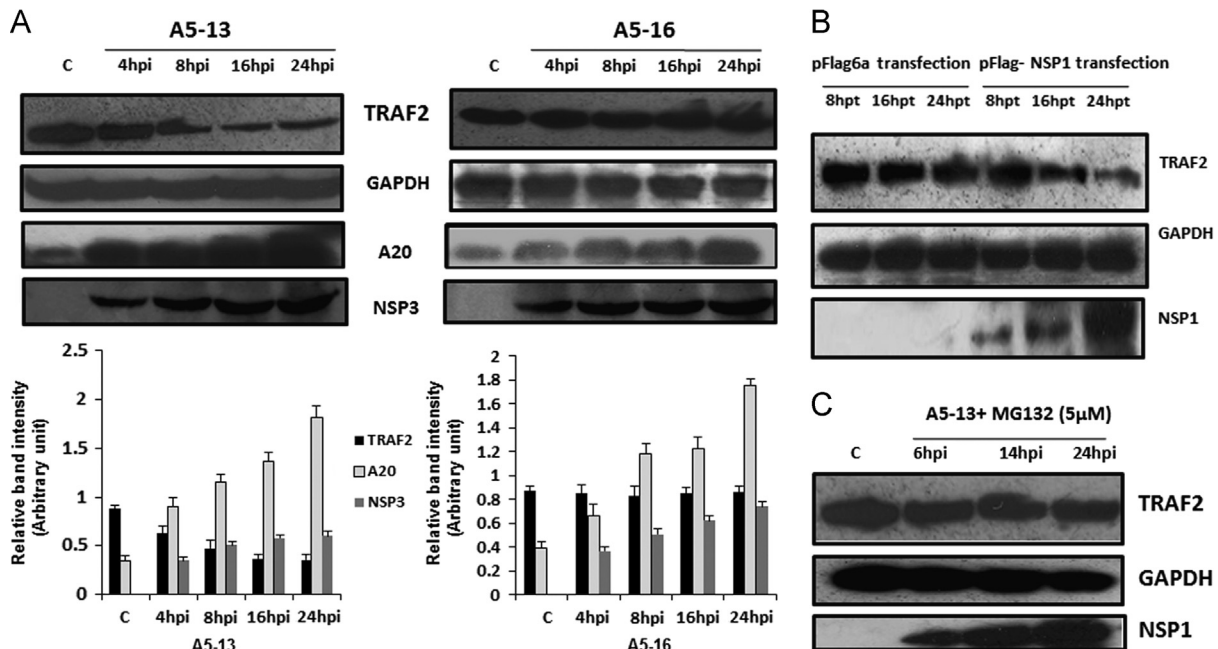 A
A5-13
C 4hpi 8hpi 16hpi 24hpi
A5-16
C 4hpi 8hpi 16hpi 24hpi
TRAF2
GAPDH
A20
NSP3
Relative band intensity
(Arbitrary unit)
2.5
2
1.5
1
0.5
0
C 4hpi 8hpi 16hpi 24hpi
A5-13
TRAF2
A20
NSP3
Relative band intensity
(Arbitrary unit)
2
1.8
1.6
1.4
1.2
1
0.8
0.6
0.4
0.2
0
C 4hpi 8hpi 16hpi 24hpi
A5-16
B
pFlag6a transfection pFlag- NSP1 transfection
8hpt 16hpt 24hpt 8hpt 16hpt 24hpt
TRAF2
GAPDH
NSP1
C
A5-13+ MG132 (5μM)
C 6hpi 14hpi 24hpi
TRAF2
GAPDH
NSP1